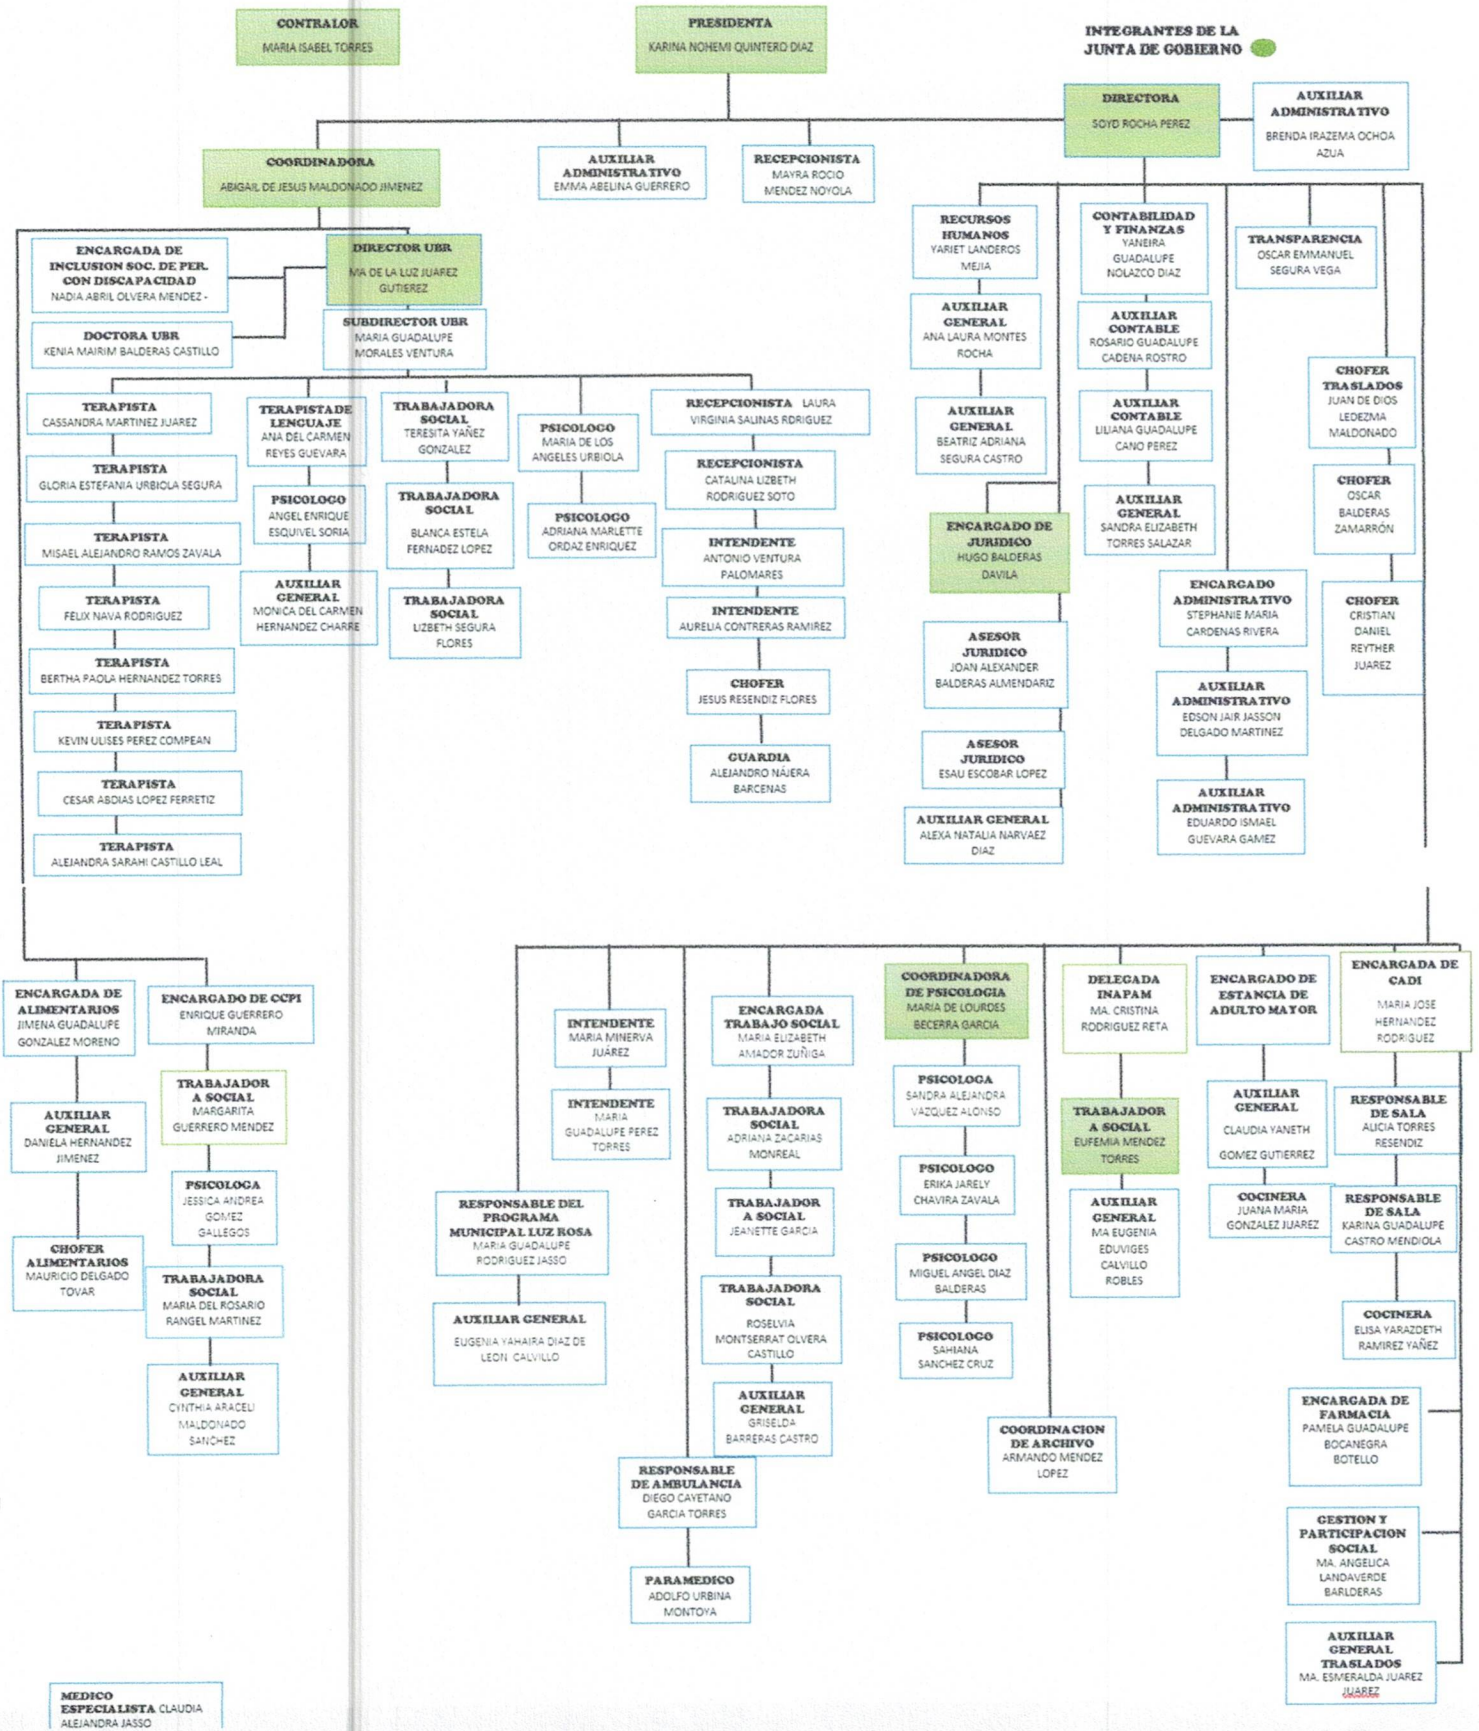 CONTRALOR
MARIA ISABEL TORRES
PRESIDENTA
KARINA NOHEMI QUINTERO DIAZ
INTEGRANTES DE LA
JUNTA DE GOBIERNO
DIRECTORA
SOYD ROCHA PEREZ
AUXILIAR
ADMINISTRATIVO
BRENDA IRAZEMA OCHOA
AZUA
COORDINADORA
ABIGAIL DE JESUS MALDONADO JIMENEZ
AUXILIAR
ADMINISTRATIVO
EMMA ABELINA GUERRERO
RECEPCIONISTA
MAYRA ROCIO
MENDEZ NOYOLA
ENCARGADA DE
INCLUSION SOC. DE PER.
CON DISCAPACIDAD
NADIA ABRIL OLVERA MENDEZ -
DIRECTOR UBR
MA DE LA LUZ JUAREZ
GUTIEREZ
DOCTORA UBR
KENIA MAIRIM BALDERAS CASTILLO
SUBDIRECTOR UBR
MARIA GUADALUPE
MORALES VENTURA
TERAPISTA
CASSANDRA MARTINEZ JUAREZ
TERAPISTA
GLORIA ESTEFANIA URBIOLA SEGURA
TERAPISTA
MISAEL ALEJANDRO RAMOS ZAVALA
TERAPISTA
FELIX NAVA RODRIGUEZ
TERAPISTA
BERTHA PAOLA HERNANDEZ TORRES
TERAPISTA
KEVIN ULISES PEREZ COMPEAN
TERAPISTA
CESAR ABDIAS LOPEZ FERRETIZ
TERAPISTA
ALEJANDRA SARAHI CASTILLO LEAL
TERAPISTA DE
LENGUAJE
ANA DEL CARMEN
REYES GUEVARA
PSICOLOGO
ANGEL ENRIQUE
ESQUIVEL SORIA
AUXILIAR
GENERAL
MONICA DEL CARMEN
HERNANDEZ CHARRE
TRABAJADORA
SOCIAL
TERESITA YAÑEZ
GONZALEZ
TRABAJADORA
SOCIAL
BLANCA ESTELA
FERNADEZ LOPEZ
TRABAJADORA
SOCIAL
LIZBETH SEGURA
FLORES
PSICOLOGO
MARIA DE LOS
ANGELES URBIOLA
PSICOLOGO
ADRIANA MARLETTE
ORDAZ ENRIQUEZ
RECEPCIONISTA LAURA
VIRGINIA SALINAS RDRIGUEZ
RECEPCIONISTA
CATALINA LIZBETH
RODRIGUEZ SOTO
INTENDENTE
ANTONIO VENTURA
PALOMARES
INTENDENTE
AURELIA CONTRERAS RAMIREZ
CHOFER
JESUS RESENDIZ FLORES
GUARDIA
ALEJANDRO NÁJERA
BARCENAS
RECURSOS
HUMANOS
YARIET LANDEROS
MEJIA
AUXILIAR
GENERAL
ANA LAURA MONTES
ROCHA
AUXILIAR
GENERAL
BEATRIZ ADRIANA
SEGURA CASTRO
ENCARGADO DE
JURIDICO
HUGO BALDERAS
DAVILA
ASESOR
JURIDICO
JOAN ALEXANDER
BALDERAS ALMENDARIZ
ASESOR
JURIDICO
ESAU ESCOBAR LOPEZ
AUXILIAR GENERAL
ALEXA NATALIA NARVAEZ
DIAZ
CONTABILIDAD
Y FINANZAS
YANEIRA
GUADALUPE
NOLAZCO DIAZ
AUXILIAR
CONTABLE
ROSARIO GUADALUPE
CADENA ROSTRO
AUXILIAR
CONTABLE
LILIANA GUADALUPE
CANO PEREZ
AUXILIAR
GENERAL
SANDRA ELIZABETH
TORRES SALAZAR
ENCARGADO
ADMINISTRATIVO
STEPHANIE MARIA
CARDENAS RIVERA
AUXILIAR
ADMINISTRATIVO
EDSON JAIR JASSON
DELGADO MARTINEZ
AUXILIAR
ADMINISTRATIVO
EDUARDO ISMAEL
GUEVARA GAMEZ
TRANSPARENCIA
OSCAR EMMANUEL
SEGURA VEGA
CHOFER
TRASLADOS
JUAN DE DIOS
LEDEZMA
MALDONADO
CHOFER
OSCAR
BALDERAS
ZAMARRÓN
CHOFER
CRISTIAN
DANIEL
REYTHER
JUAREZ
ENCARGADA DE
ALIMENTARIOS
JIMENA GUADALUPE
GONZALEZ MORENO
AUXILIAR
GENERAL
DANIELA HERNANDEZ
JIMENEZ
CHOFER
ALIMENTARIOS
MAURICIO DELGADO
TOVAR
ENCARGADO DE CCPI
ENRIQUE GUERRERO
MIRANDA
TRABAJADOR
A SOCIAL
MARGARITA
GUERRERO MENDEZ
PSICOLOGA
JESSICA ANDREA
GOMEZ
GALLEGOS
TRABAJADORA
SOCIAL
MARIA DEL ROSARIO
RANGEL MARTINEZ
AUXILIAR
GENERAL
CYNTHIA ARACELI
MALDONADO
SANCHEZ
RESPONSABLE DEL
PROGRAMA
MUNICIPAL LUZ ROSA
MARIA GUADALUPE
RODRIGUEZ JASSO
AUXILIAR GENERAL
EUGENIA YAHAIRA DIAZ DE
LEON CALVILLO
INTENDENTE
MARIA MINERVA
JUÁREZ
INTENDENTE
MARIA
GUADALUPE PEREZ
TORRES
RESPONSABLE
DE AMBULANCIA
DIEGO CAYETANO
GARCIA TORRES
PARAMEDICO
ADOLFO URBINA
MONTOYA
ENCARGADA
TRABAJO SOCIAL
MARIA ELIZABETH
AMADOR ZUÑIGA
TRABAJADORA
SOCIAL
ADRIANA ZACARIAS
MONREAL
TRABAJADOR
A SOCIAL
JEANETTE GARCIA
TRABAJADORA
SOCIAL
ROSELVIA
MONTSERRAT OLVERA
CASTILLO
AUXILIAR
GENERAL
GRISELDA
BARRERAS CASTRO
COORDINADORA
DE PSICOLOGIA
MARIA DE LOURDES
BECERRA GARCIA
PSICOLOGA
SANDRA ALEJANDRA
VAZQUEZ ALONSO
PSICOLOGO
ERIKA JARELY
CHAVIRA ZAVALA
PSICOLOGO
MIGUEL ANGEL DIAZ
BALDERAS
PSICOLOGO
SAHIANA
SANCHEZ CRUZ
COORDINACION
DE ARCHIVO
ARMANDO MENDEZ
LOPEZ
DELEGADA
INAPAM
MA. CRISTINA
RODRIGUEZ RETA
TRABAJADOR
A SOCIAL
EUFEMIA MENDEZ
TORRES
AUXILIAR
GENERAL
MA EUGENIA
EDUVIGES
CALVILLO
ROBLES
ENCARGADO DE
ESTANCIA DE
ADULTO MAYOR
AUXILIAR
GENERAL
CLAUDIA YANETH
GOMEZ GUTIERREZ
COCINERA
JUANA MARIA
GONZALEZ JUAREZ
ENCARGADA DE
CADI
MARIA JOSE
HERNANDEZ
RODRIGUEZ
RESPONSABLE
DE SALA
ALICIA TORRES
RESENDIZ
RESPONSABLE
DE SALA
KARINA GUADALUPE
CASTRO MENDIOLA
COCINERA
ELISA YARAZDETH
RAMIREZ YAÑEZ
ENCARGADA DE
FARMACIA
PAMELA GUADALUPE
BOCANEGRA
BOTELLO
GESTION Y
PARTICIPACION
SOCIAL
MA. ANGELICA
LANDAVERDE
BARLDERAS
AUXILIAR
GENERAL
TRASLADOS
MA. ESMERALDA JUAREZ
JUAREZ
MEDICO
ESPECIALISTA CLAUDIA
ALEJANDRA JASSO